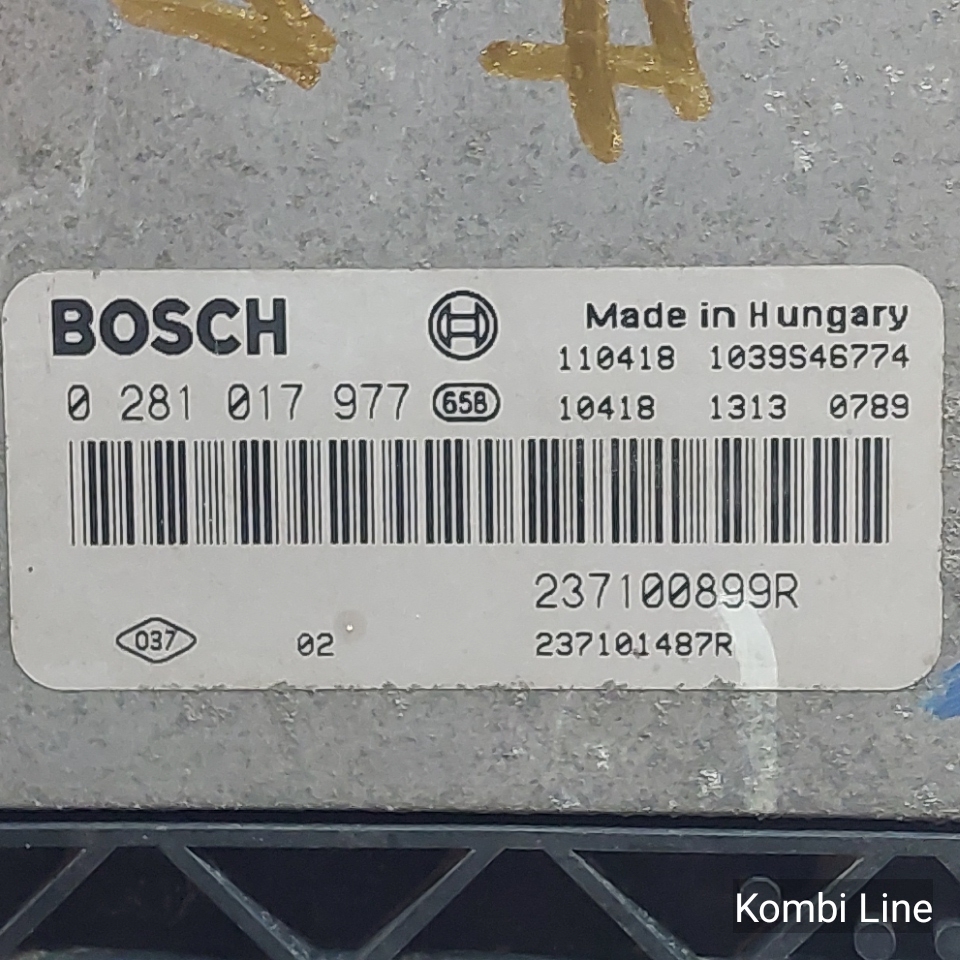 BOSCH
Made in Hungary
110418 1039S46774
0 281 017 977 658
10418 1313 0789
237100899R
037 02 237101487R
Kombi Line